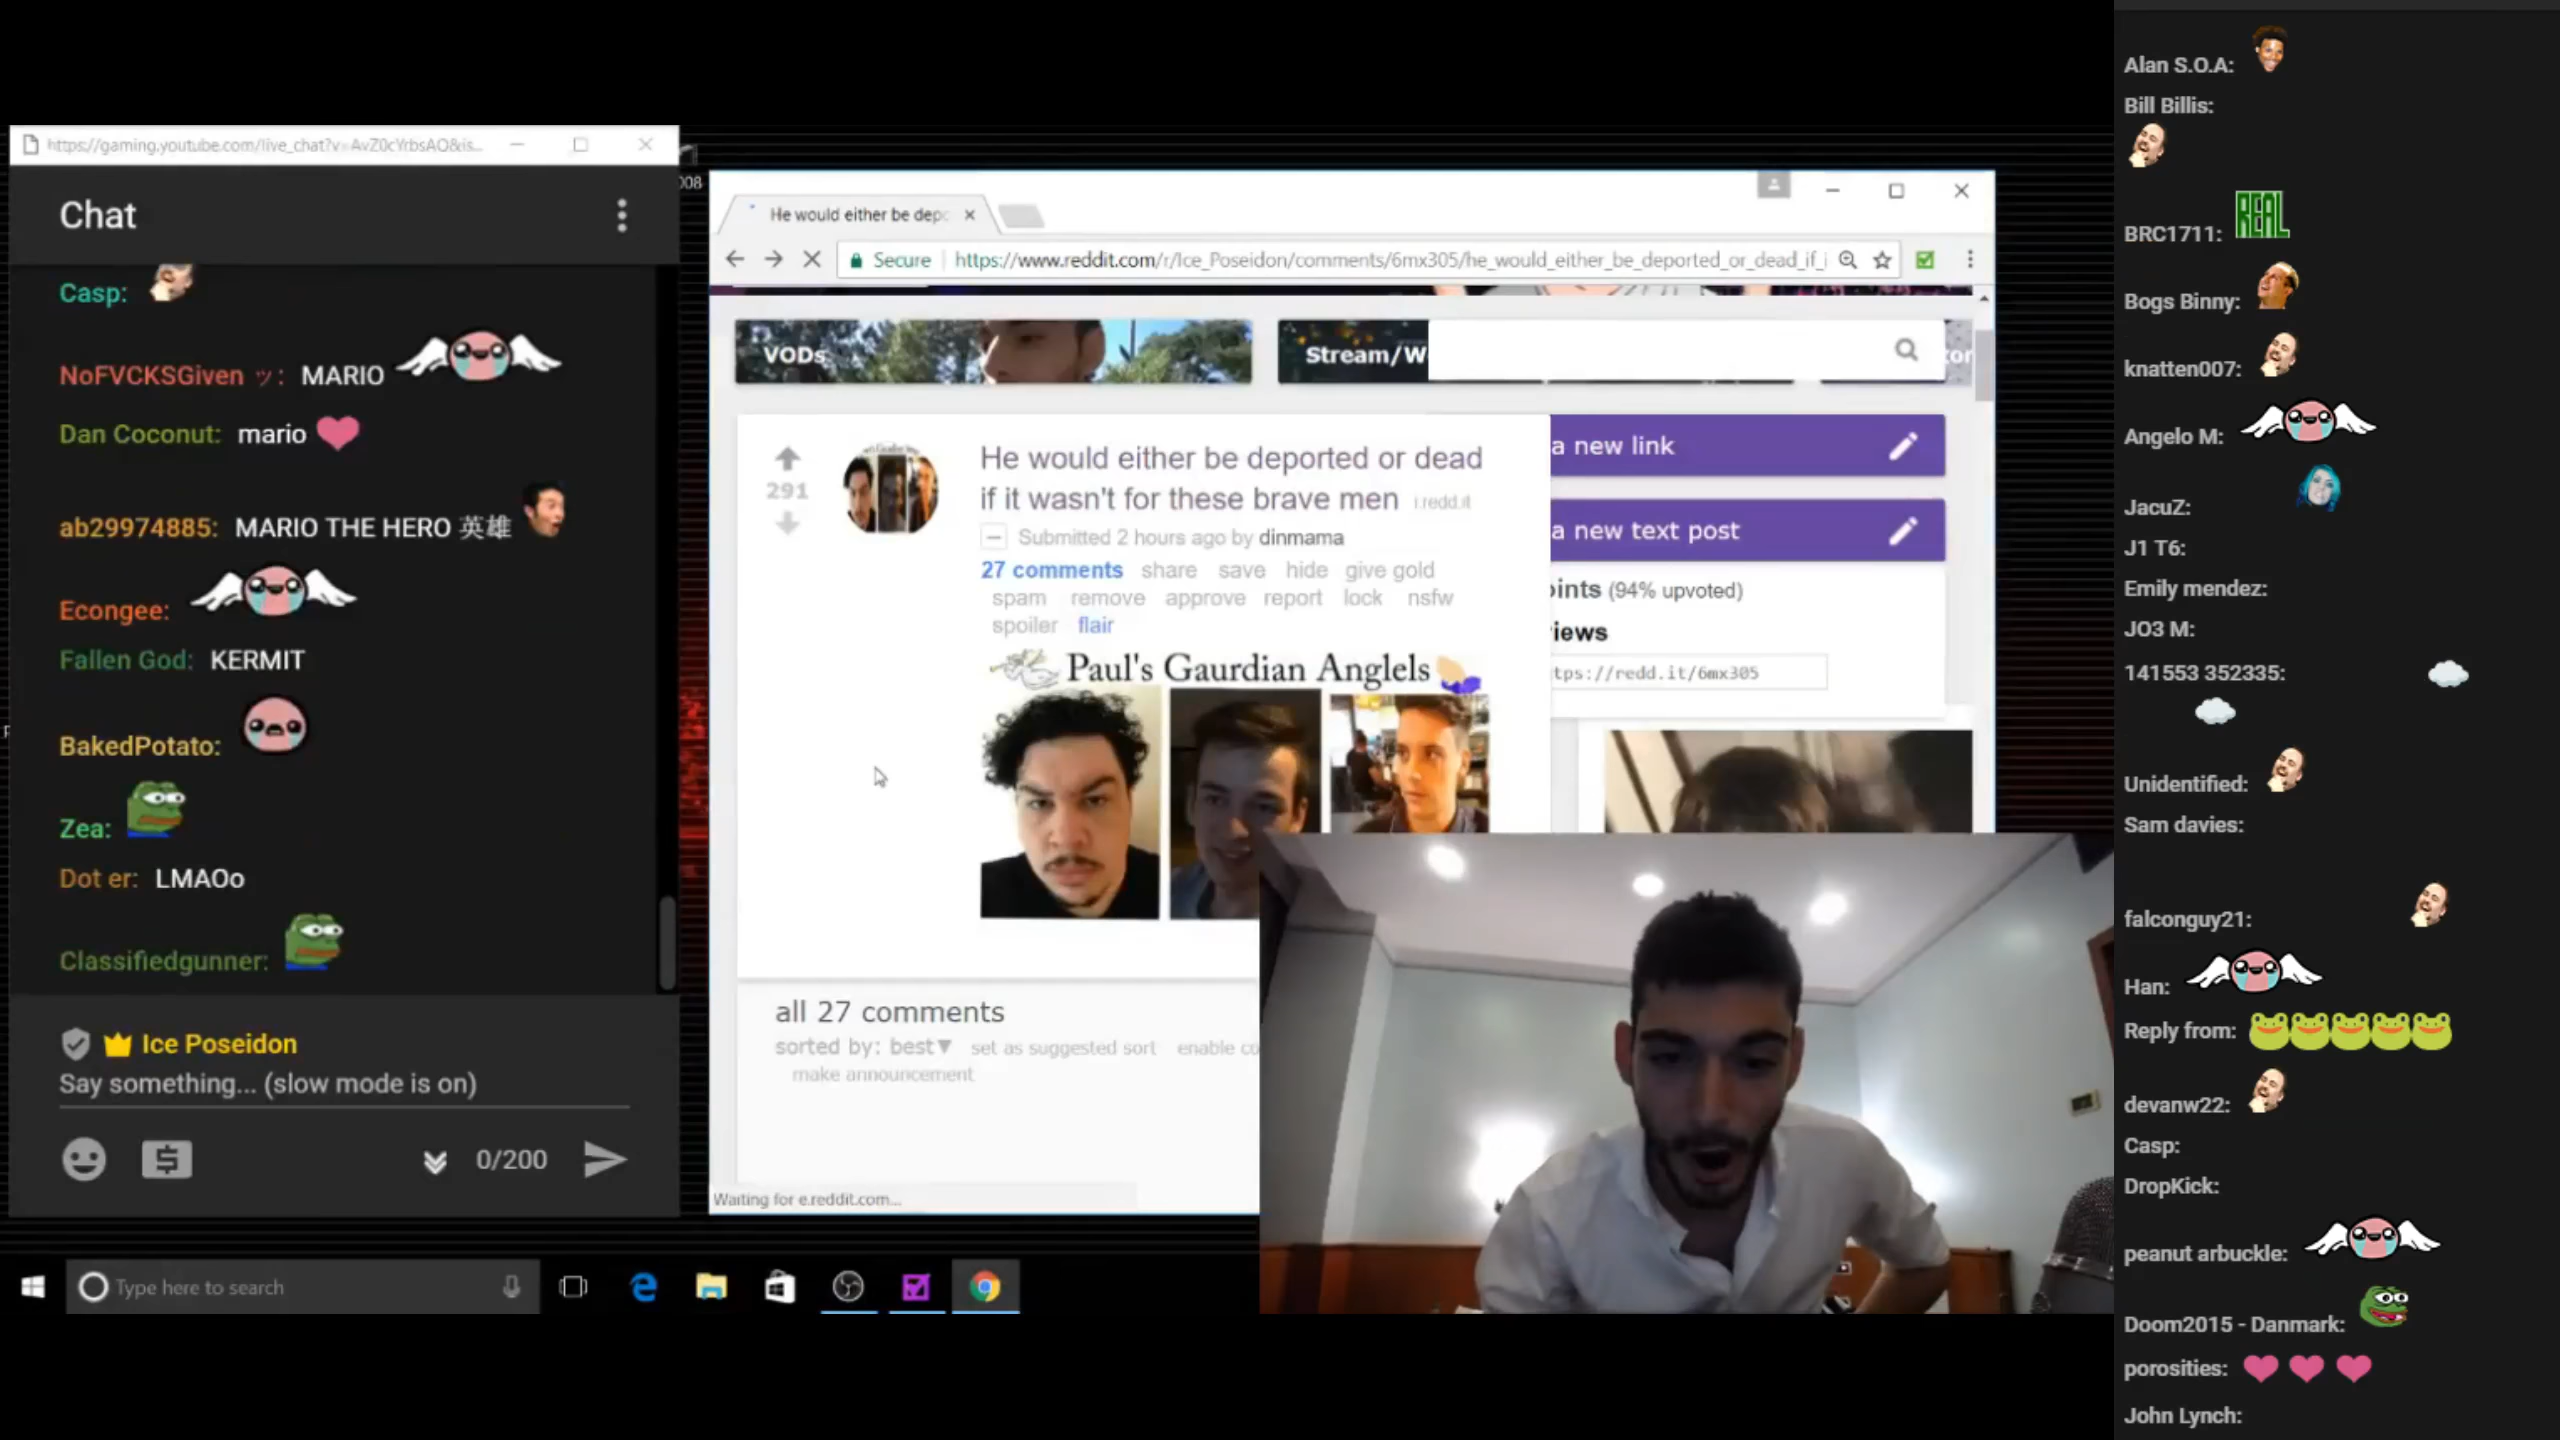 https://gaming.youtube.com/live_chat?v=AvZ0cYrbsAO&is...
Chat
Casp:
NoFVCKSGiven ッ: MARIO
Dan Coconut: mario
ab29974885: MARIO THE HERO 英雄
Econgee:
Fallen God: KERMIT
BakedPotato:
Zea:
Dot er: LMAOo
Classifiedgunner:
Ice Poseidon
Say something... (slow mode is on)
0/200
008
He would either be depo
Secure
https://www.reddit.com/r/Ice_Poseidon/comments/6mx305/he_would_either_be_deported_or_dead_if_i
VODs
Stream/W
291
He would either be deported or dead
if it wasn't for these brave men i.redd.it
Submitted 2 hours ago by dinmama
27 comments share save hide give gold
spam remove approve report lock nsfw
spoiler flair
Paul's Gaurdian Anglels
a new link
a new text post
oints (94% upvoted)
iews
tps://redd.it/6mx305
all 27 comments
sorted by: best▼ set as suggested sort enable co
make announcement
Waiting for e.reddit.com...
Type here to search
Alan S.O.A:
Bill Billis:
BRC1711: REAL
Bogs Binny:
knatten007:
Angelo M:
JacuZ:
J1 T6:
Emily mendez:
JO3 M:
141553 352335:
Unidentified:
Sam davies:
falconguy21:
Han:
Reply from:
devanw22:
Casp:
DropKick:
peanut arbuckle:
Doom2015 - Danmark:
porosities:
John Lynch: